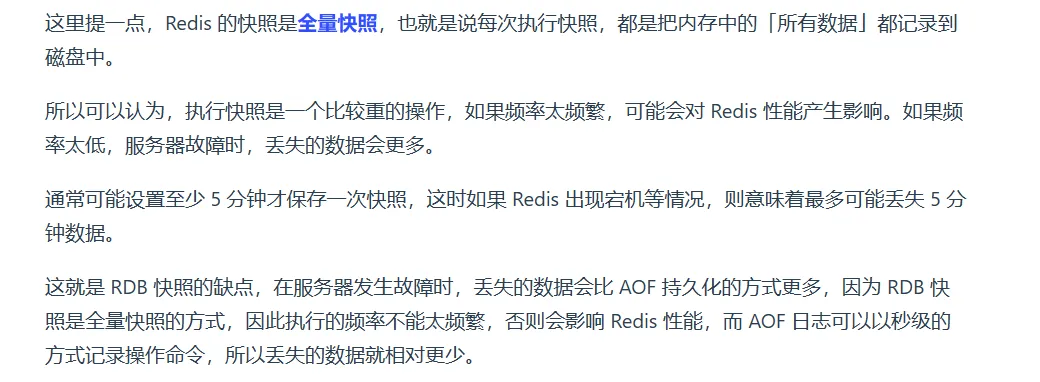 这里提一点，Redis 的快照是全量快照，也就是说每次执行快照，都是把内存中的「所有数据」都记录到
磁盘中。
所以可以认为，执行快照是一个比较重的操作，如果频率太频繁，可能会对 Redis 性能产生影响。如果频
率太低，服务器故障时，丢失的数据会更多。
通常可能设置至少 5 分钟才保存一次快照，这时如果 Redis 出现宕机等情况，则意味着最多可能丢失 5 分
钟数据。
这就是 RDB 快照的缺点，在服务器发生故障时，丢失的数据会比 AOF 持久化的方式更多，因为 RDB 快
照是全量快照的方式，因此执行的频率不能太频繁，否则会影响 Redis 性能，而 AOF 日志可以以秒级的
方式记录操作命令，所以丢失的数据就相对更少。